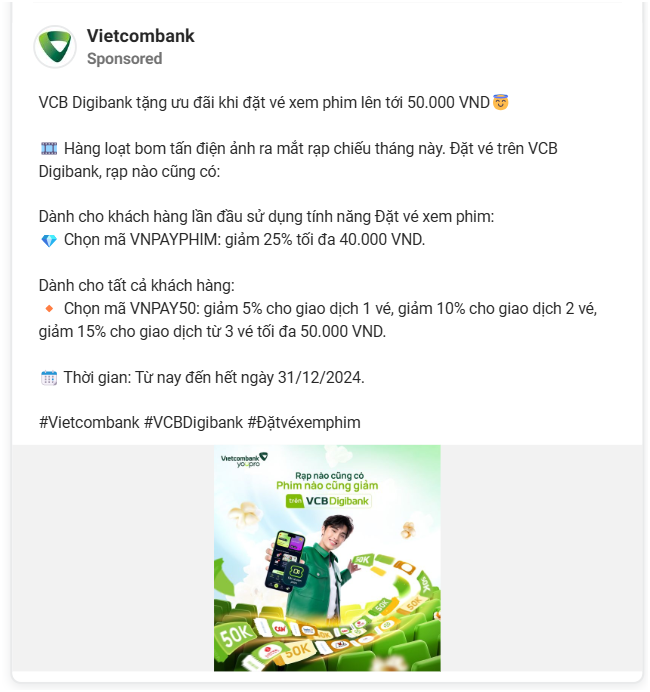 Vietcombank
Sponsored
VCB Digibank tặng ưu đãi khi đặt vé xem phim lên tới 50.000 VND😇
🎞️ Hàng loạt bom tấn điện ảnh ra mắt rạp chiếu tháng này. Đặt vé trên VCB
Digibank, rạp nào cũng có:
Dành cho khách hàng lần đầu sử dụng tính năng Đặt vé xem phim:
💎 Chọn mã VNPAYPHIM: giảm 25% tối đa 40.000 VND.
Dành cho tất cả khách hàng:
🔸 Chọn mã VNPAY50: giảm 5% cho giao dịch 1 vé, giảm 10% cho giao dịch 2 vé,
giảm 15% cho giao dịch từ 3 vé tối đa 50.000 VND.
🗓️ Thời gian: Từ nay đến hết ngày 31/12/2024.
#Vietcombank #VCBDigibank #Đặtvéxemphim
Vietcombank
Rạp nào cũng có
Phim nào cũng giảm
trên VCB Digibank
50K
50K
50K
50K
50K